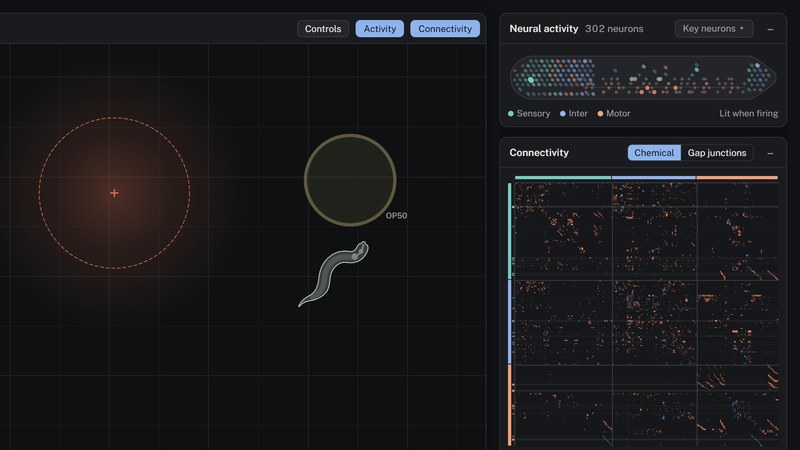 Controls
Activity
Connectivity
OP50
Neural activity 302 neurons
Key neurons
Sensory Inter Motor Lit when firing
Connectivity
Chemical Gap junctions